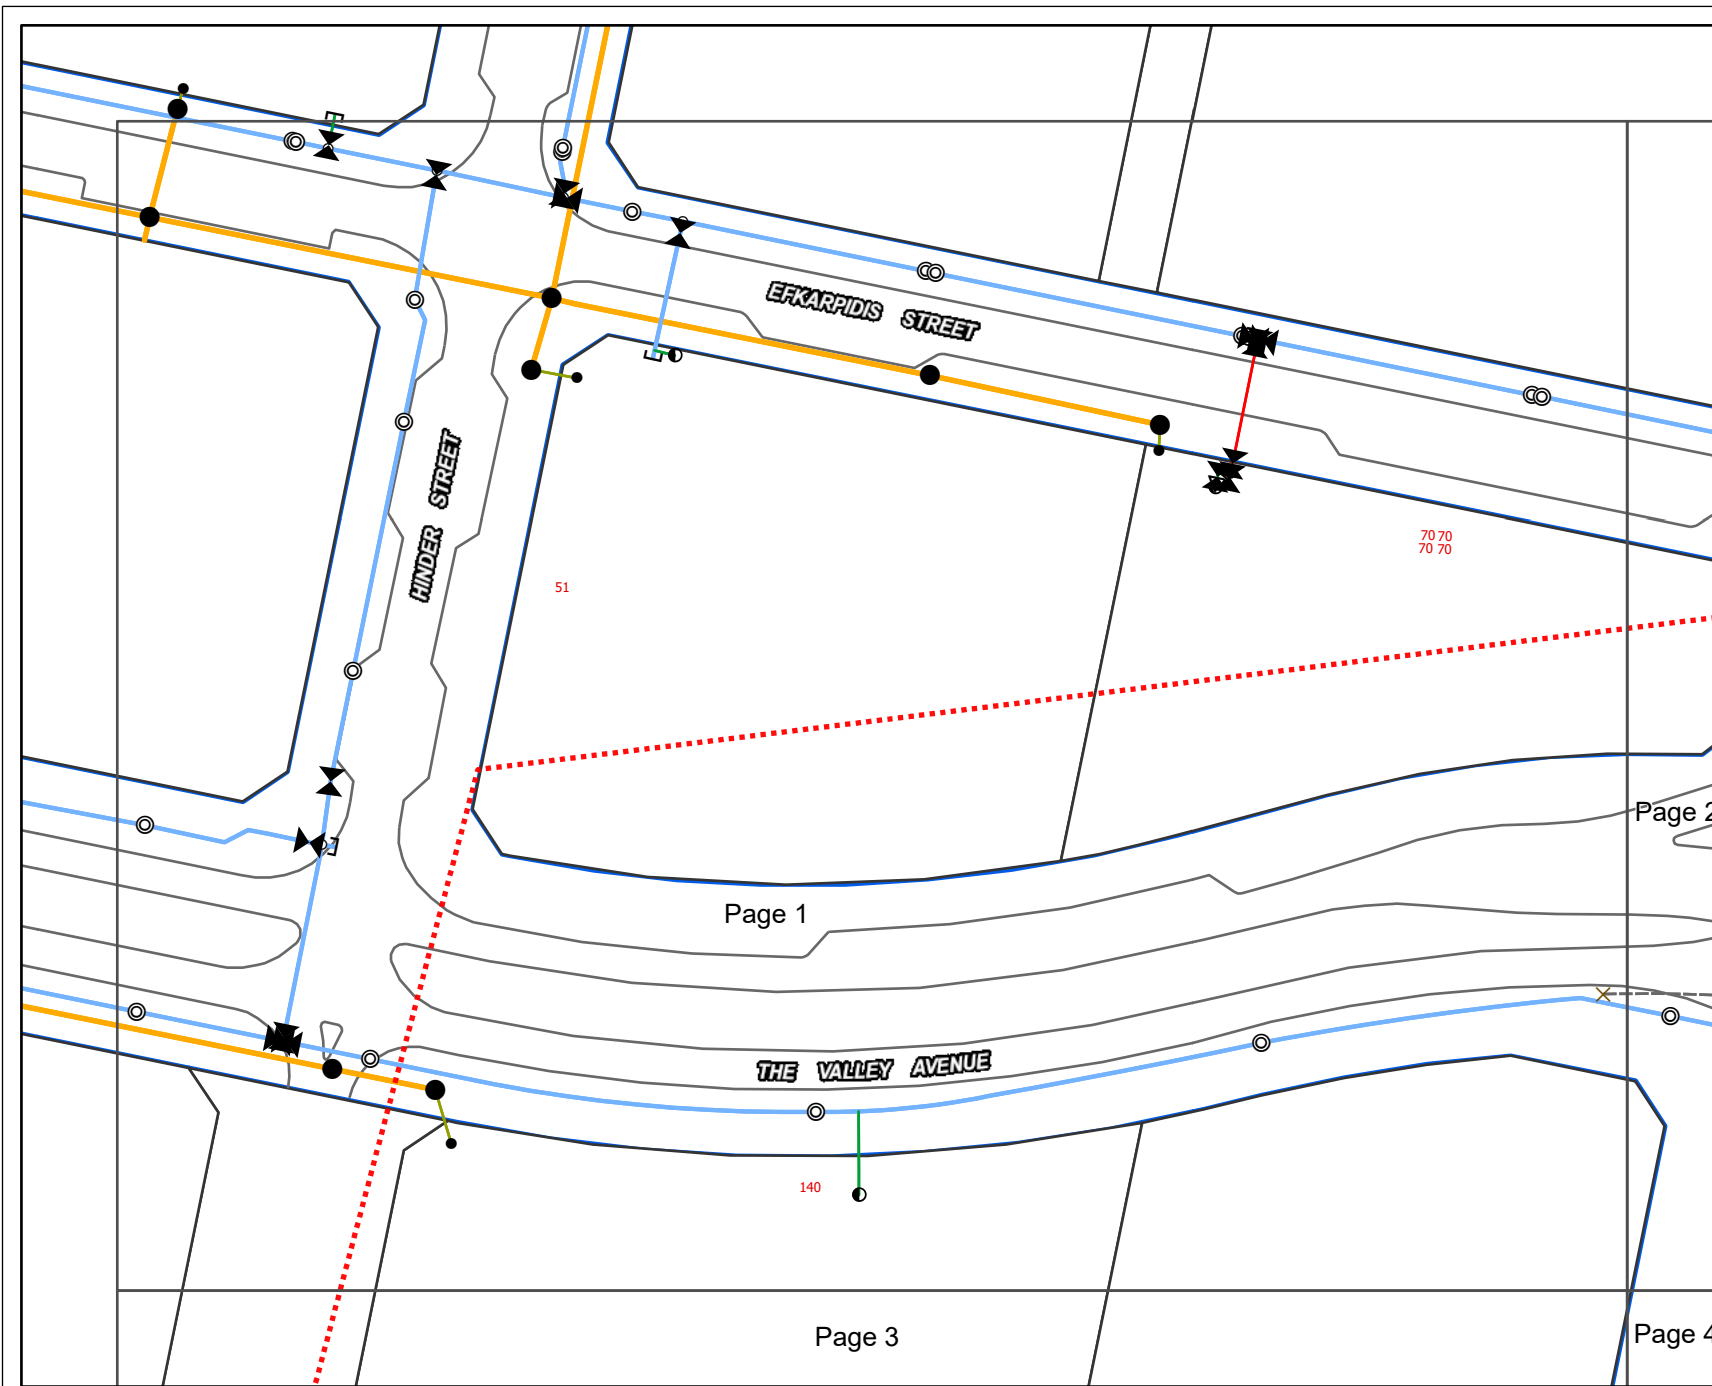 EFKARPIDIS STREET
HINDER STREET
70 70
70 70
51
Page 2
Page 1
THE VALLEY AVENUE
140
Page 3
Page 4